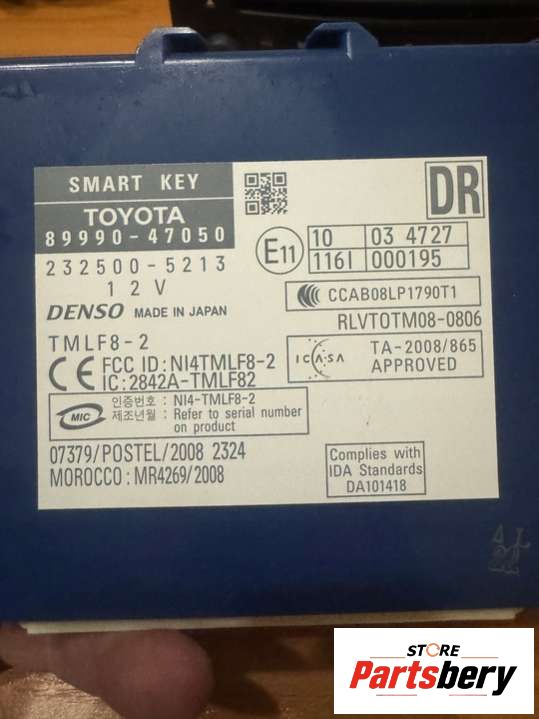 SMART KEY
TOYOTA
89990-47050
DR
232500-5213
12V
DENSO MADE IN JAPAN
TMLF8-2
E11
10 03 4727
116I 000195
CCC CCAB08LP1790T1
RLVTOTM08-0806
CE FCC ID:NI4TMLF8-2
IC:2842A-TMLF82
ICASA TA-2008/865
APPROVED
MIC 인증번호: NI4-TMLF8-2
제조년월: Refer to serial number
on product
07379/POSTEL/2008 2324
MOROCCO: MR4269/2008
Complies with
IDA Standards
DA101418
STORE
Partsbery